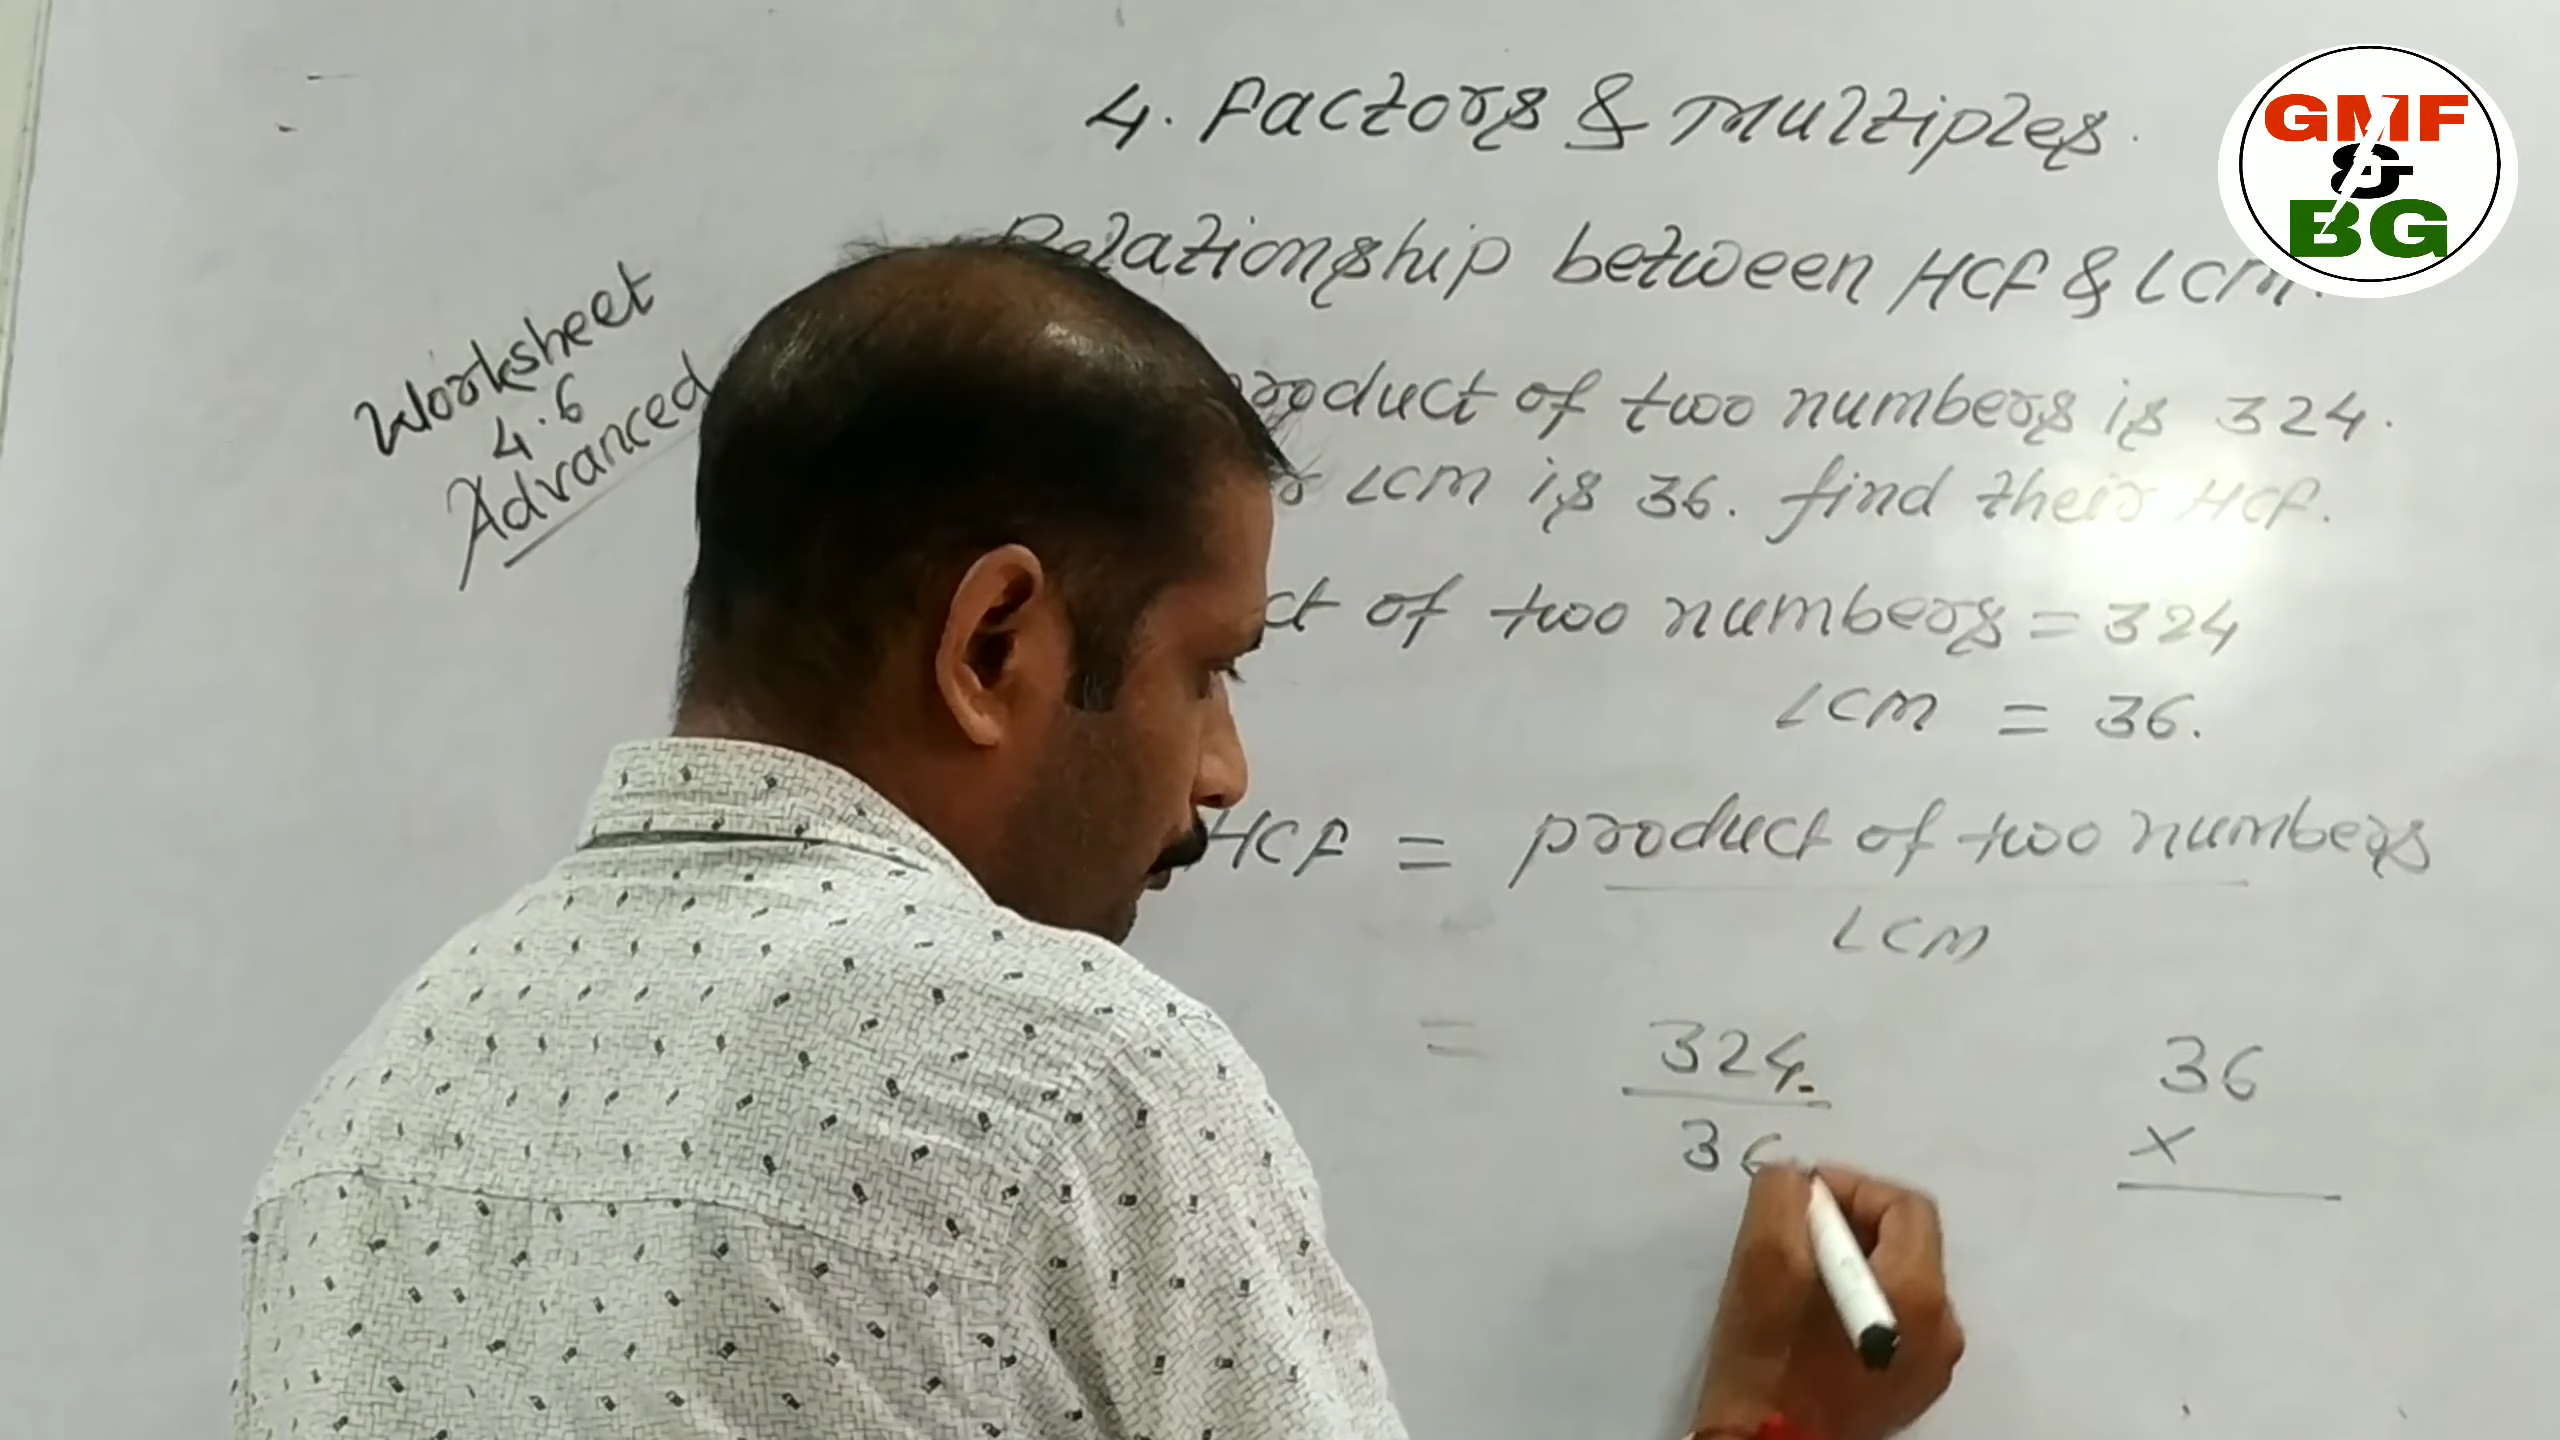 4. Factors & Multiples.
Relationship between HCF & LCM.
Worksheet
4.6
Advanced
product of two numbers is 324.
LCM is 36. find their HCF.
of two numbers = 324
LCM = 36.
HCF = product of two numbers
LCM
= 324
36
36
×
GMF
&
BG